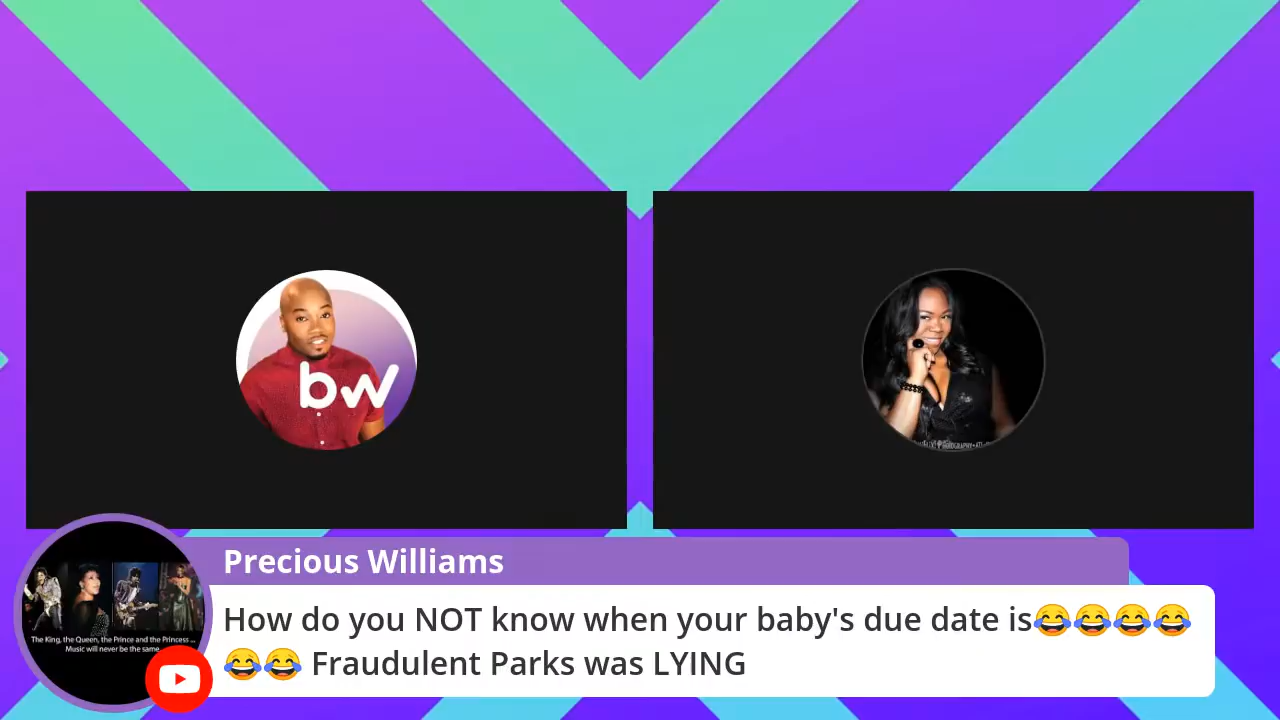 bw
Precious Williams
How do you NOT know when your baby's due date is😂😂😂😂
😂😂 Fraudulent Parks was LYING
The King, the Queen, the Prince and the Princess ...
Music will never be the same